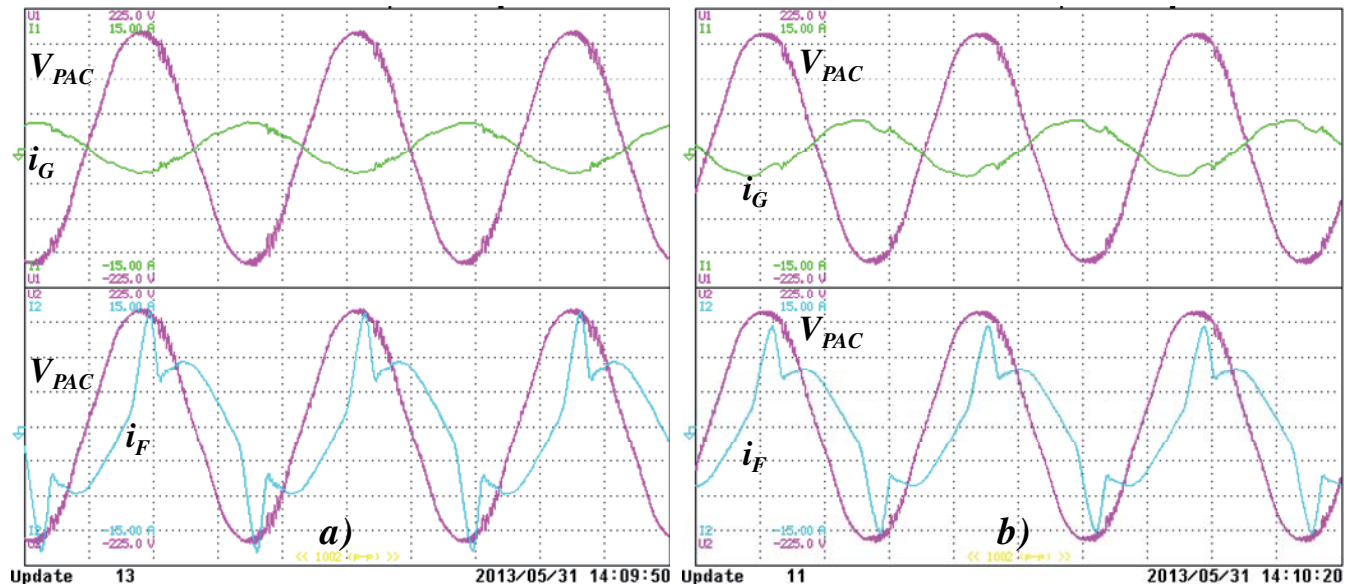 U1 225.0 V
I1 15.00 A
V_PAC
i_G
I1 -15.00 A
U1 -225.0 V
U2 225.0 V
I2 15.00 A
V_PAC
i_F
I2 -15.00 A
U2 -225.0 V
a)
<< 1002 (p-p) >>
Update 13 2013/05/31 14:09:50
U1 225.0 V
I1 15.00 A
V_PAC
i_G
I1 -15.00 A
U1 -225.0 V
U2 225.0 V
I2 15.00 A
V_PAC
i_F
I2 -15.00 A
U2 -225.0 V
b)
<< 1002 (p-p) >>
Update 11 2013/05/31 14:10:20